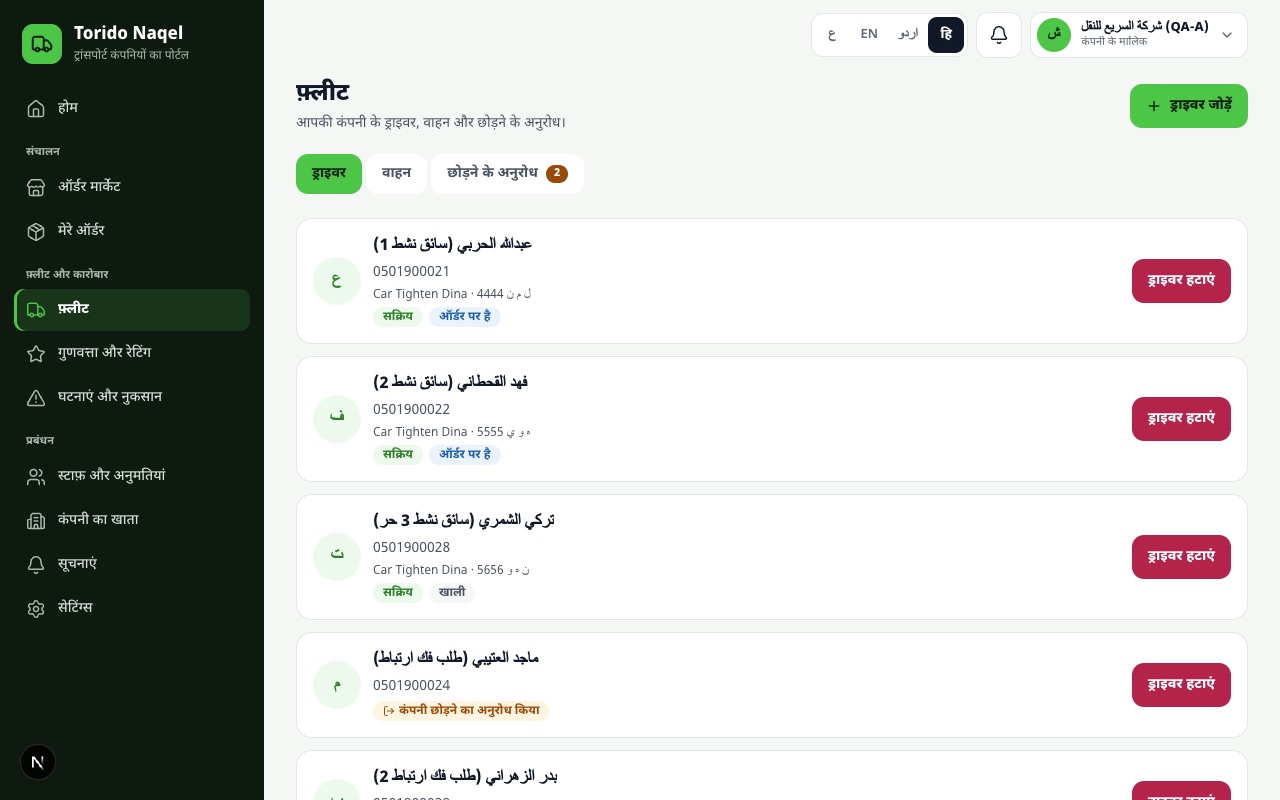 Torido Naqel
ट्रांसपोर्ट कंपनियों का पोर्टल
होम
संचालन
ऑर्डर मार्केट
मेरे ऑर्डर
फ़्लीट और कारोबार
फ़्लीट
गुणवत्ता और रेटिंग
घटनाएं और नुकसान
प्रबंधन
स्टाफ़ और अनुमतियां
कंपनी का खाता
सूचनाएं
सेटिंग्स
N
ع EN اردو हि
ش
شركة السريع للنقل (QA-A)
कंपनी के मालिक
फ़्लीट
आपकी कंपनी के ड्राइवर, वाहन और छोड़ने के अनुरोध।
+ ड्राइवर जोड़ें
ड्राइवर वाहन छोड़ने के अनुरोध 2
ع
عبدالله الحربي (سائق نشط 1)
0501900021
Car Tighten Dina · 4444 ل م ن
सक्रिय ऑर्डर पर है
ड्राइवर हटाएं
ف
فهد القحطاني (سائق نشط 2)
0501900022
Car Tighten Dina · 5555 ه و ي
सक्रिय ऑर्डर पर है
ड्राइवर हटाएं
ت
تركي الشمري (سائق نشط 3 حر)
0501900028
Car Tighten Dina · 5656 ن ه و
सक्रिय खाली
ड्राइवर हटाएं
م
ماجد العتيبي (طلب فك ارتباط)
0501900024
कंपनी छोड़ने का अनुरोध किया
ड्राइवर हटाएं
بدر الزهراني (طلب فك ارتباط 2)